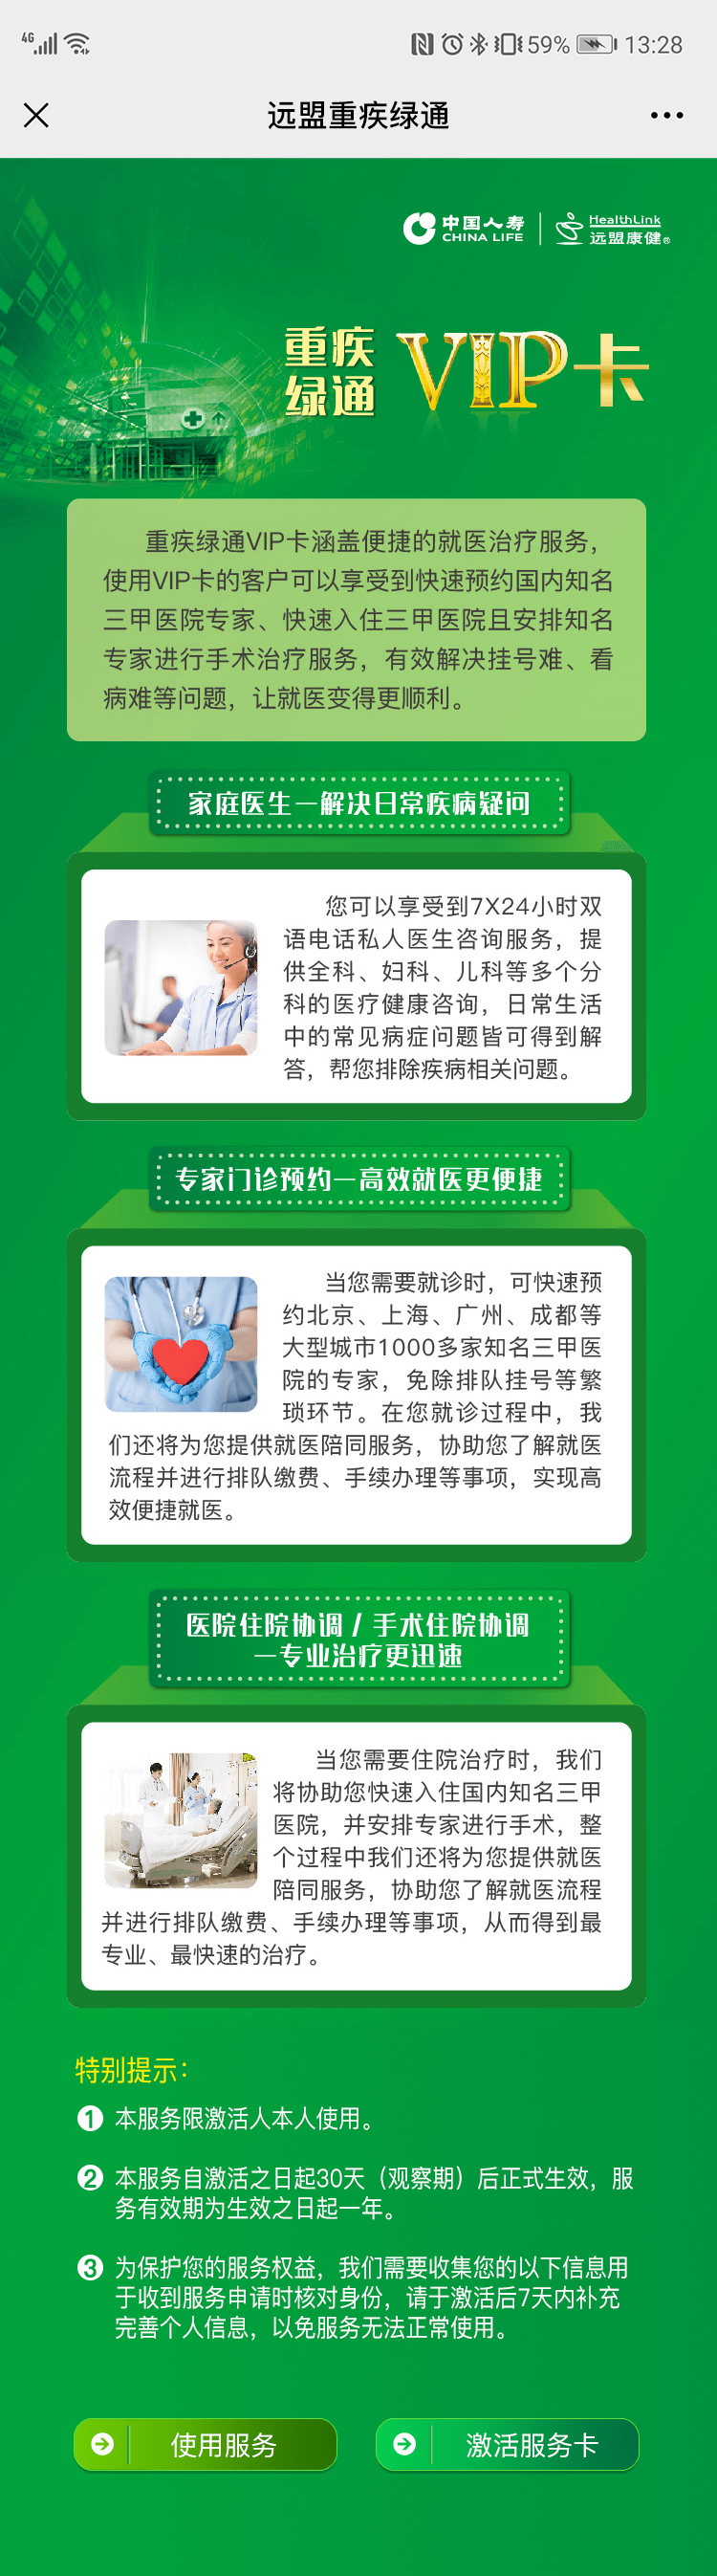 4G 59% 13:28
远盟重疾绿通
中国人寿 HealthLink
CHINA LIFE 远盟康健®
重疾
绿通
VIP卡
重疾绿通VIP卡涵盖便捷的就医治疗服务，
使用VIP卡的客户可以享受到快速预约国内知名
三甲医院专家、快速入住三甲医院且安排知名
专家进行手术治疗服务，有效解决挂号难、看
病难等问题，让就医变得更顺利。
家庭医生—解决日常疾病疑问
您可以享受到7X24小时双
语电话私人医生咨询服务，提
供全科、妇科、儿科等多个分
科的医疗健康咨询，日常生活
中的常见病症问题皆可得到解
答，帮您排除疾病相关问题。
专家门诊预约—高效就医更便捷
当您需要就诊时，可快速预
约北京、上海、广州、成都等
大型城市1000多家知名三甲医
院的专家，免除排队挂号等繁
琐环节。在您就诊过程中，我
们还将为您提供就医陪同服务，协助您了解就医
流程并进行排队缴费、手续办理等事项，实现高
效便捷就医。
医院住院协调 / 手术住院协调
—专业治疗更迅速
当您需要住院治疗时，我们
将协助您快速入住国内知名三甲
医院，并安排专家进行手术，整
个过程中我们还将为您提供就医
陪同服务，协助您了解就医流程
并进行排队缴费、手续办理等事项，从而得到最
专业、最快速的治疗。
特别提示：
1 本服务限激活人本人使用。
2 本服务自激活之日起30天（观察期）后正式生效，服
务有效期为生效之日起一年。
3 为保护您的服务权益，我们需要收集您的以下信息用
于收到服务申请时核对身份，请于激活后7天内补充
完善个人信息，以免服务无法正常使用。
使用服务
激活服务卡